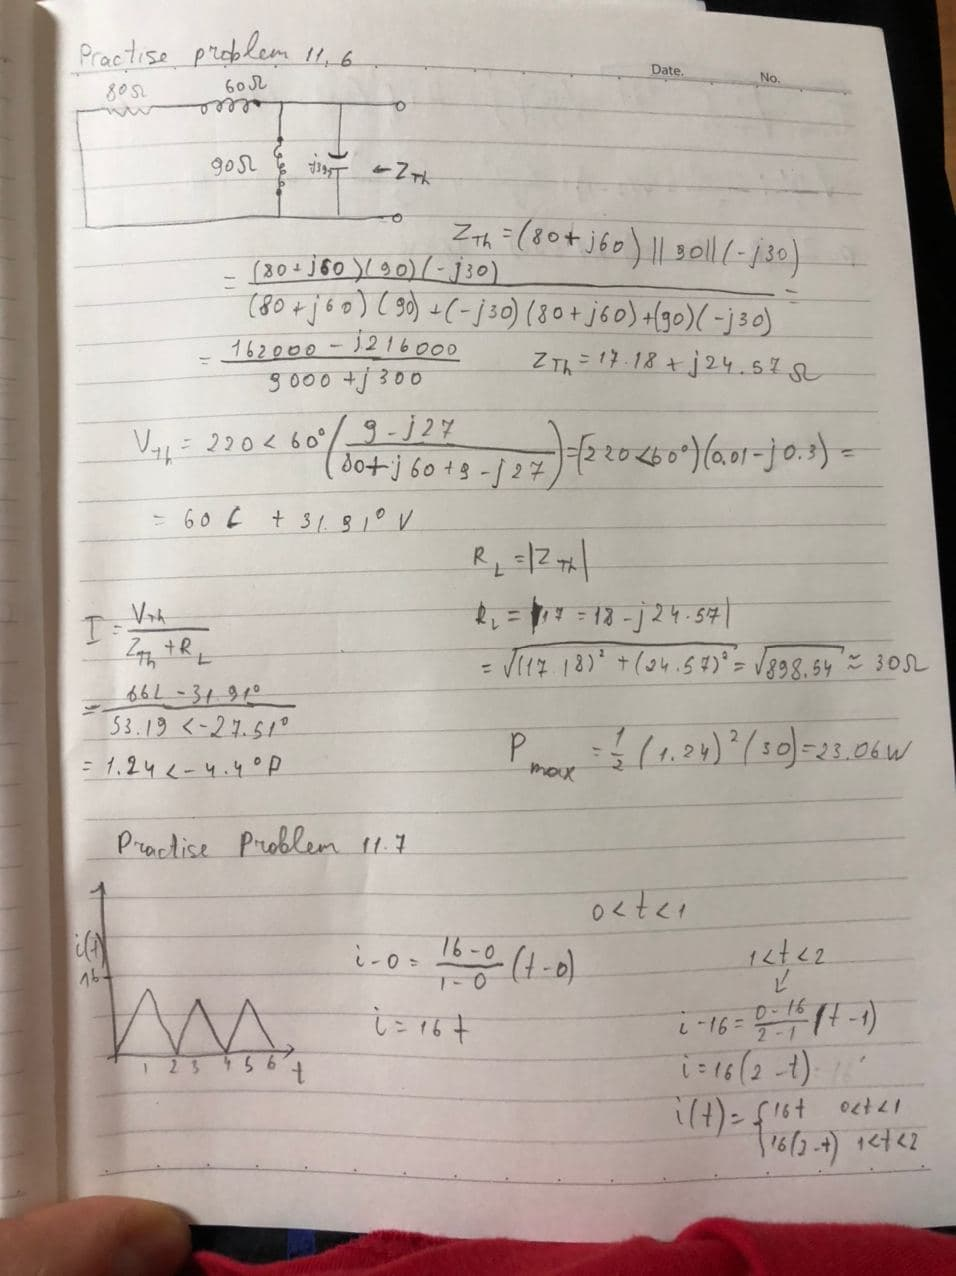 Practise problem 11,6
Date.
No.
80Ω
60Ω
90Ω
← Z_Th
Z_Th = (80+j60) || 90 || (-j30)
= (80+j60)(90)(-j30) / (80+j60)(90)+(-j30)(80+j60)+(90)(-j30) =
= 162000 - j216000 / 9000 + j300
Z_Th = 17.18 + j24.57 Ω
V_th = 220 < 60° (9-j27 / 80+j60+9-j27) = (220<60°)(0.01-j0.3) =
= 60 ∠ + 31.91° V
R_L = |Z_Th|
I = V_Th / Z_Th + R_L
R_L = |17=18-j24.57|
= √(17.18)² + (24.57)² = √898.54 ≈ 30Ω
= 66∠-31.91° / 53.19 <-27.51°
= 1.24 <-4.4° A
P_max = 1/2 (1.24)² (30) = 23.06W
Practise Problem 11.7
i(t)
16
1 2 3 4 5 6 t
0<t<1
i-0 = 16-0 / 1-0 (t-0)
i = 16t
1<t<2
i-16 = 0-16 / 2-1 (t-1)
i = 16(2-t)
i(t) = {16t 0<t<1
16(2-t) 1<t<2